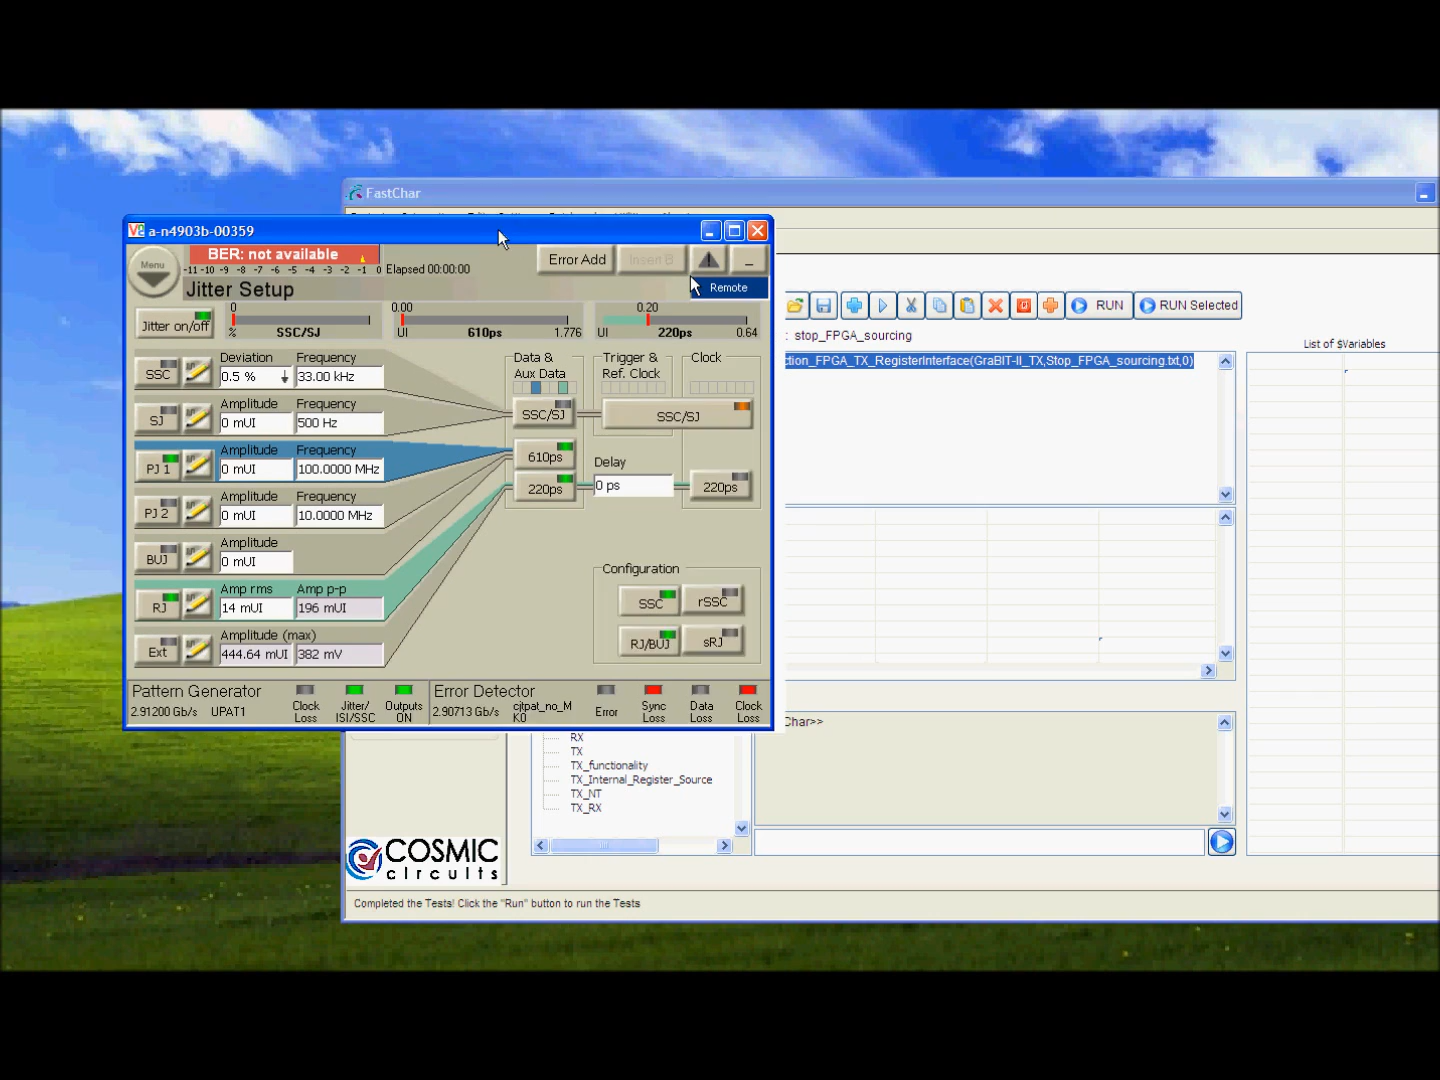 FastChar
a-n4903b-00359
BER: not available
-11 -10 -9 -8 -7 -6 -5 -4 -3 -2 -1 0
Elapsed 00:00:00
Error Add
Insert B
_
Menu
Jitter Setup
Remote
Jitter on/off
0
% SSC/SJ
0.00
UI 610ps 1.776
0.20
UI 220ps 0.64
SSC
Deviation Frequency
0.5 % 33.00 kHz
SJ
Amplitude Frequency
0 mUI 500 Hz
PJ 1
Amplitude Frequency
0 mUI 100.0000 MHz
PJ 2
Amplitude Frequency
0 mUI 10.0000 MHz
BUJ
Amplitude
0 mUI
RJ
Amp rms Amp p-p
14 mUI 196 mUI
Ext
Amplitude (max)
444.64 mUI 382 mV
Data &
Aux Data
Trigger &
Ref. Clock
Clock
SSC/SJ
SSC/SJ
610ps
220ps
Delay
0 ps
220ps
Configuration
SSC rSSC
RJ/BUJ sRJ
Pattern Generator
2.91200 Gb/s UPAT1
Clock
Loss
Jitter/
ISI/SSC
Outputs
ON
Error Detector
2.90713 Gb/s
cjtpat_no_M
K0
Error
Sync
Loss
Data
Loss
Clock
Loss
RUN
RUN Selected
: stop_FPGA_sourcing
List of $Variables
ction_FPGA_TX_RegisterInterface(GraBIT-II_TX,Stop_FPGA_sourcing.txt,0)
Char>>
RX
TX
TX_functionality
TX_Internal_Register_Source
TX_NT
TX_RX
COSMIC
circuits
Completed the Tests! Click the "Run" button to run the Tests